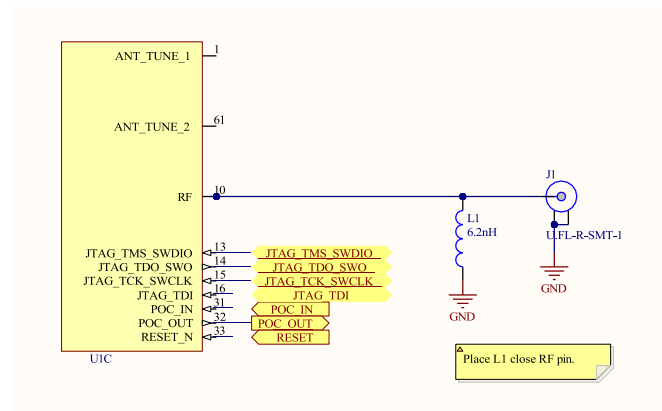 ANT_TUNE_1
1
ANT_TUNE_2
61
RF
10
J1
L1
6.2nH
U.FL-R-SMT-1
JTAG_TMS_SWDIO
13
JTAG_TMS_SWDIO
JTAG_TDO_SWO
14
JTAG_TDO_SWO
JTAG_TCK_SWCLK
15
JTAG_TCK_SWCLK
JTAG_TDI
16
JTAG_TDI
POC_IN
31
POC_IN
POC_OUT
32
POC_OUT
RESET_N
33
RESET
GND
GND
U1C
Place L1 close RF pin.